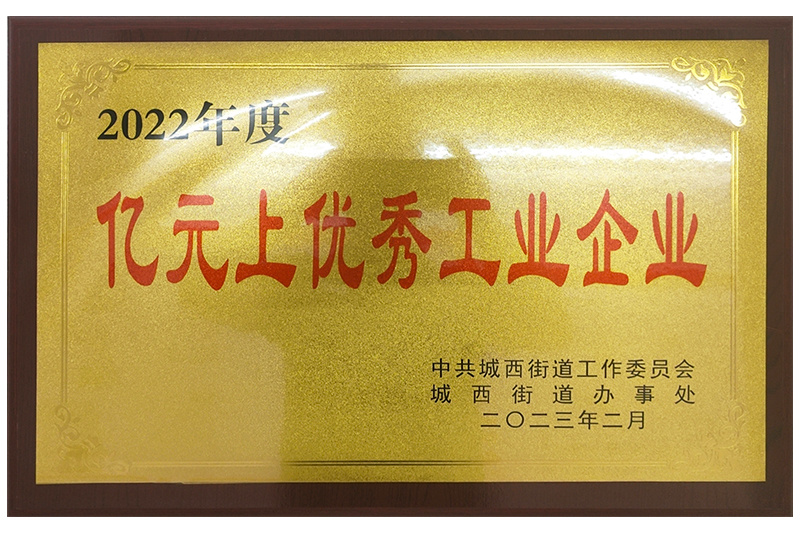 2022年度
亿元上优秀工业企业
中共城西街道工作委员会
城西街道办事处
二〇二三年二月